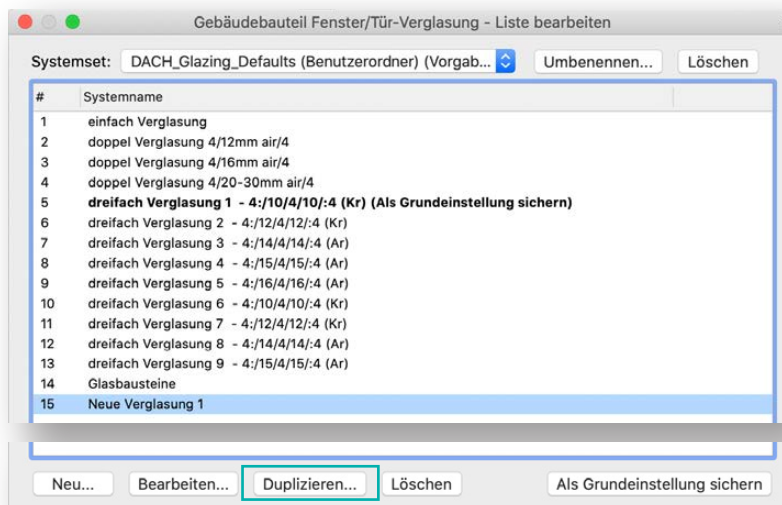 Gebäudebauteil Fenster/Tür-Verglasung - Liste bearbeiten
Systemset: DACH_Glazing_Defaults (Benutzerordner) (Vorgab... Umbenennen... Löschen
# Systemname
1 einfach Verglasung
2 doppel Verglasung 4/12mm air/4
3 doppel Verglasung 4/16mm air/4
4 doppel Verglasung 4/20-30mm air/4
5 dreifach Verglasung 1 - 4:/10/4/10/:4 (Kr) (Als Grundeinstellung sichern)
6 dreifach Verglasung 2 - 4:/12/4/12/:4 (Kr)
7 dreifach Verglasung 3 - 4:/14/4/14/:4 (Ar)
8 dreifach Verglasung 4 - 4:/15/4/15/:4 (Ar)
9 dreifach Verglasung 5 - 4:/16/4/16/:4 (Ar)
10 dreifach Verglasung 6 - 4:/10/4/10/:4 (Kr)
11 dreifach Verglasung 7 - 4:/12/4/12/:4 (Kr)
12 dreifach Verglasung 8 - 4:/14/4/14/:4 (Ar)
13 dreifach Verglasung 9 - 4:/15/4/15/:4 (Ar)
14 Glasbausteine
15 Neue Verglasung 1
Neu... Bearbeiten... Duplizieren... Löschen Als Grundeinstellung sichern